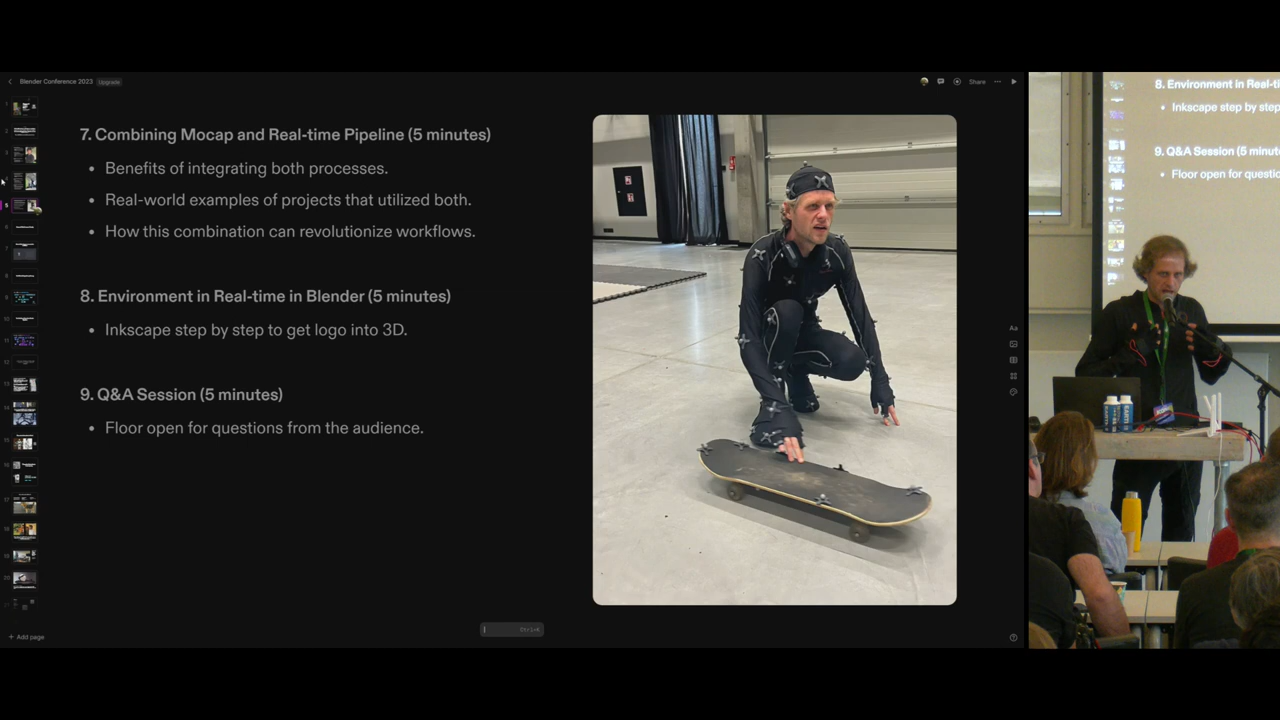 Blender Conference 2023 Upgrade
Share
7. Combining Mocap and Real-time Pipeline (5 minutes)
Benefits of integrating both processes.
Real-world examples of projects that utilized both.
How this combination can revolutionize workflows.
8. Environment in Real-time in Blender (5 minutes)
Inkscape step by step to get logo into 3D.
9. Q&A Session (5 minutes)
Floor open for questions from the audience.
Aa
Ctrl+K
+ Add page
8. Environment in Real-ti
Inkscape step by step
9. Q&A Session (5 minut
Floor open for questio